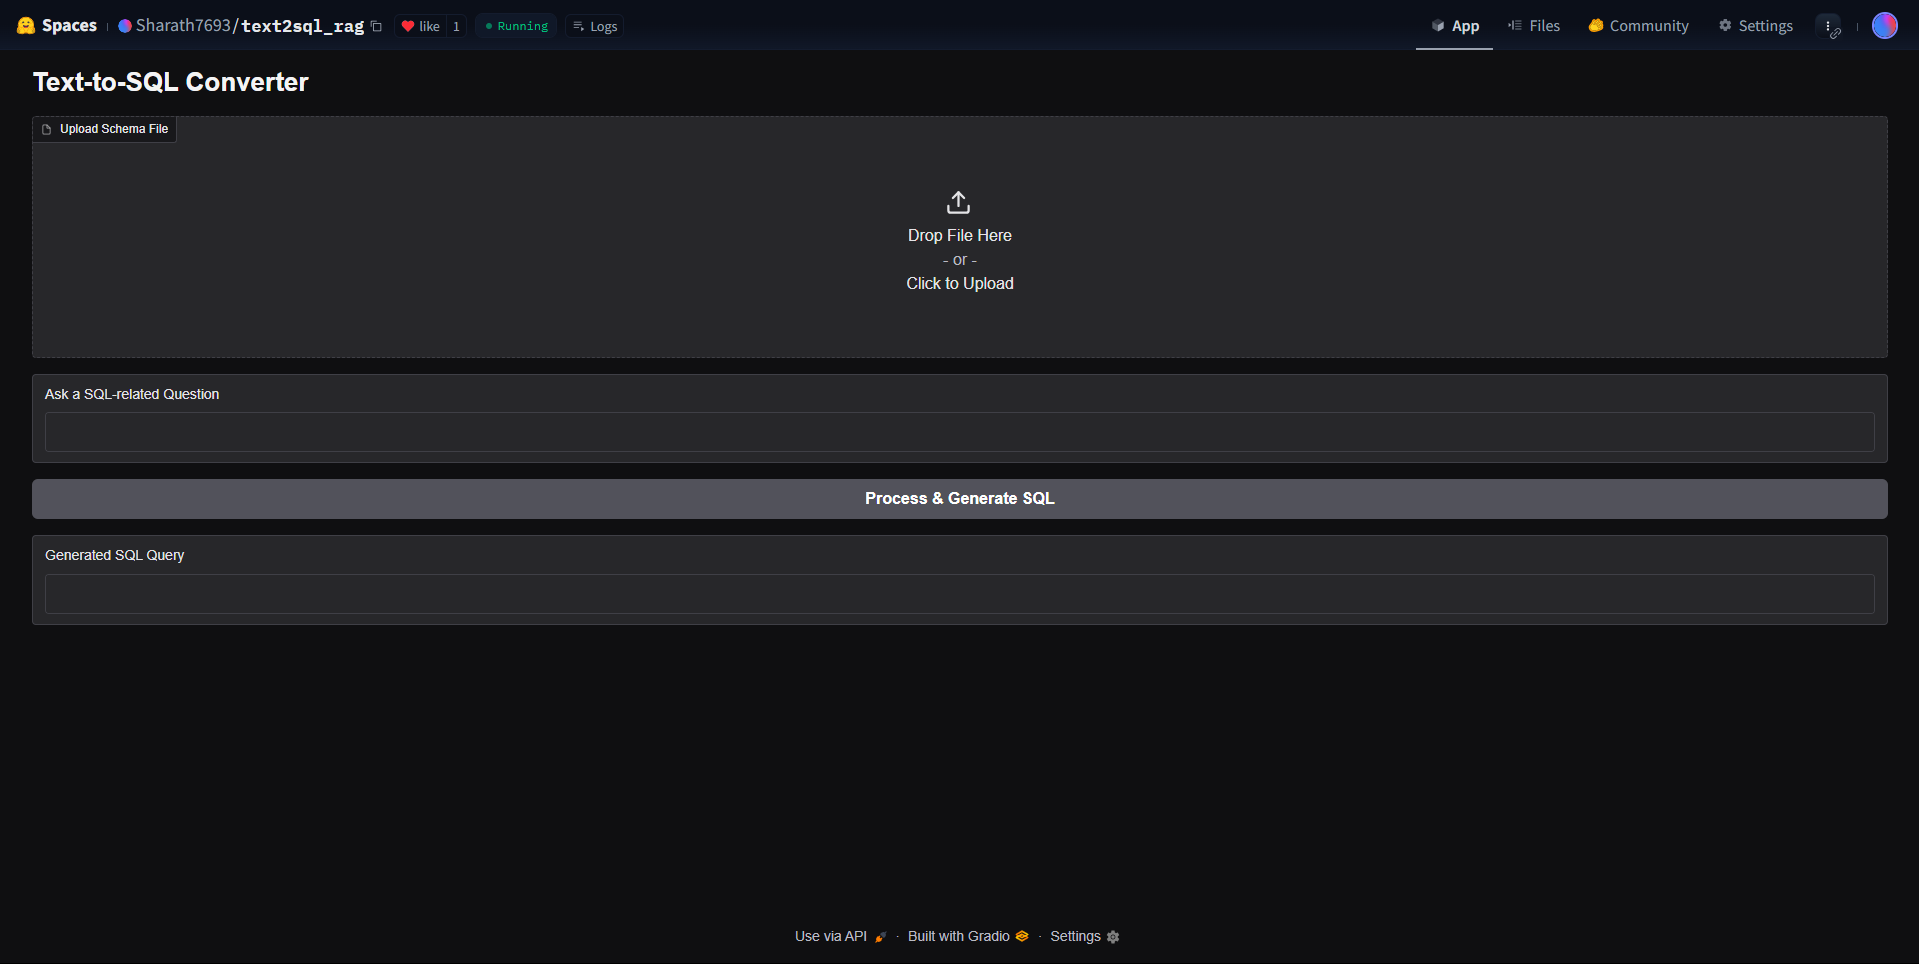 Spaces Sharath7693/text2sql_rag like 1 Running Logs App Files Community Settings
Text-to-SQL Converter
Upload Schema File
Drop File Here
- or -
Click to Upload
Ask a SQL-related Question
Process & Generate SQL
Generated SQL Query
Use via API · Built with Gradio · Settings